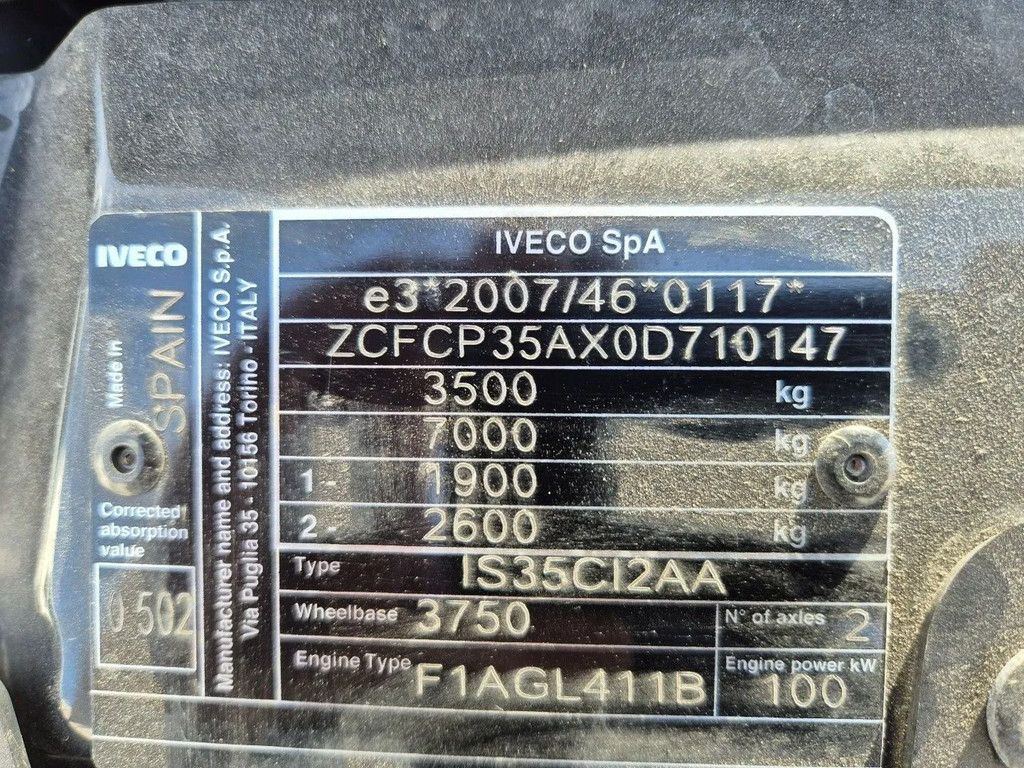 IVECO
Made in
SPAIN
Corrected
absorption
value
0 502
Manufacturer name and address: IVECO S.p.A.
Via Puglia 35 - 10156 Torino - ITALY
IVECO SpA
e3*2007/46*0117*
ZCFCP35AX0D710147
3500 kg
7000 kg
1 - 1900 kg
2 - 2600 kg
Type IS35CI2AA
Wheelbase 3750 N° of axles 2
Engine Type F1AGL411B Engine power kW 100